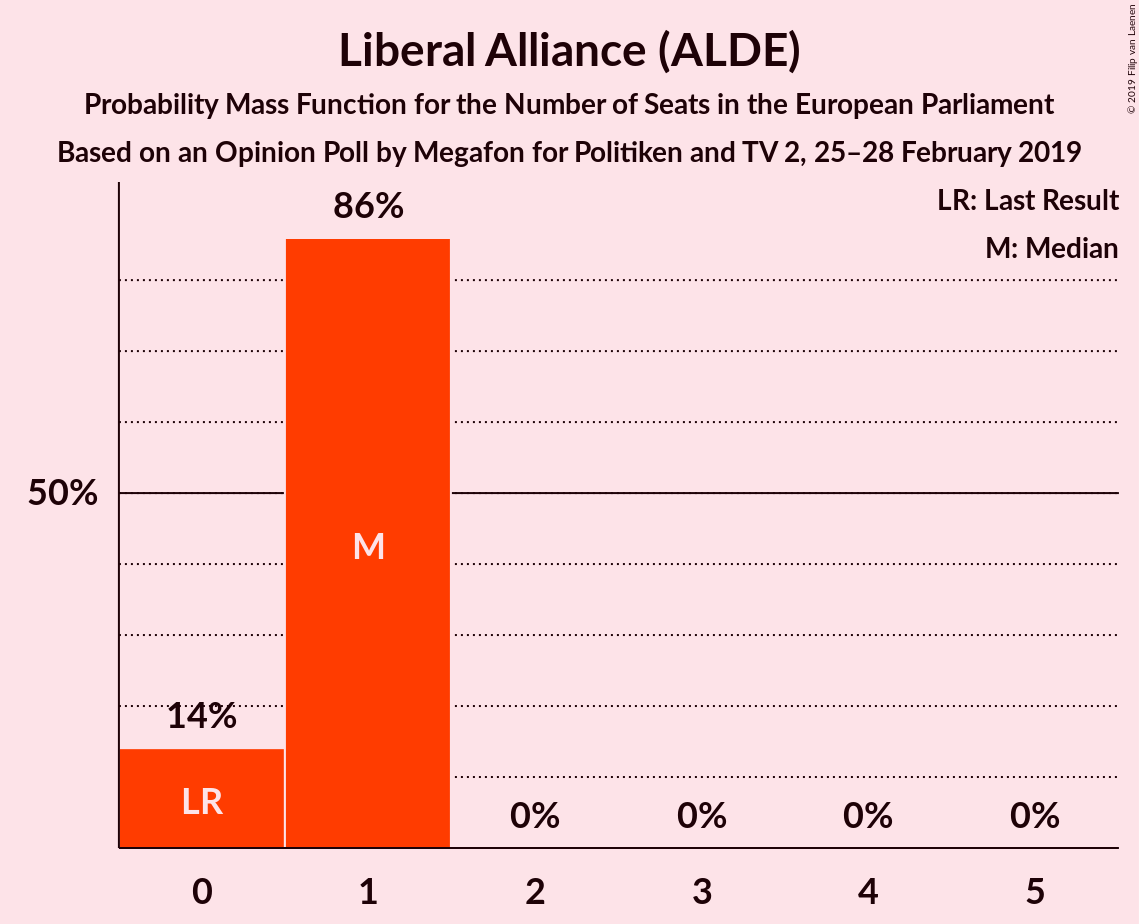 Liberal Alliance (ALDE)
Probability Mass Function for the Number of Seats in the European Parliament
Based on an Opinion Poll by Megafon for Politiken and TV 2, 25–28 February 2019
© 2019 Filip van Laenen
LR: Last Result
M: Median
86%
50%
M
14%
LR
0% 0% 0% 0%
0 1 2 3 4 5